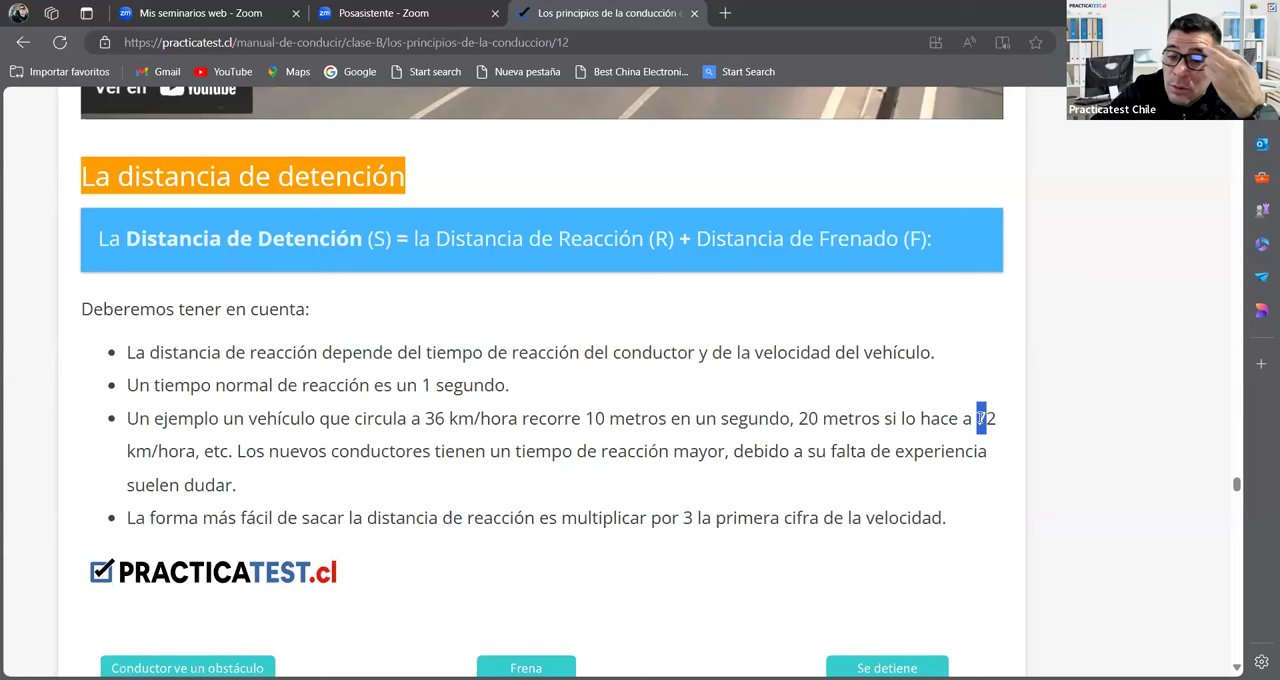 Mis seminarios web - Zoom
Posasistente - Zoom
Los principios de la conducción
https://practicatest.cl/manual-de-conducir/clase-B/los-principios-de-la-conduccion/12
Importar favoritos
Gmail
YouTube
Maps
Google
Start search
Nueva pestaña
Best China Electroni...
Start Search
PRACTICATEST.cl
Practicatest Chile
Ver en YouTube
La distancia de detención
La Distancia de Detención (S) = la Distancia de Reacción (R) + Distancia de Frenado (F):
Deberemos tener en cuenta:
• La distancia de reacción depende del tiempo de reacción del conductor y de la velocidad del vehículo.
• Un tiempo normal de reacción es un 1 segundo.
• Un ejemplo un vehículo que circula a 36 km/hora recorre 10 metros en un segundo, 20 metros si lo hace a 72
km/hora, etc. Los nuevos conductores tienen un tiempo de reacción mayor, debido a su falta de experiencia
suelen dudar.
• La forma más fácil de sacar la distancia de reacción es multiplicar por 3 la primera cifra de la velocidad.
PRACTICATEST.cl
Conductor ve un obstáculo
Frena
Se detiene